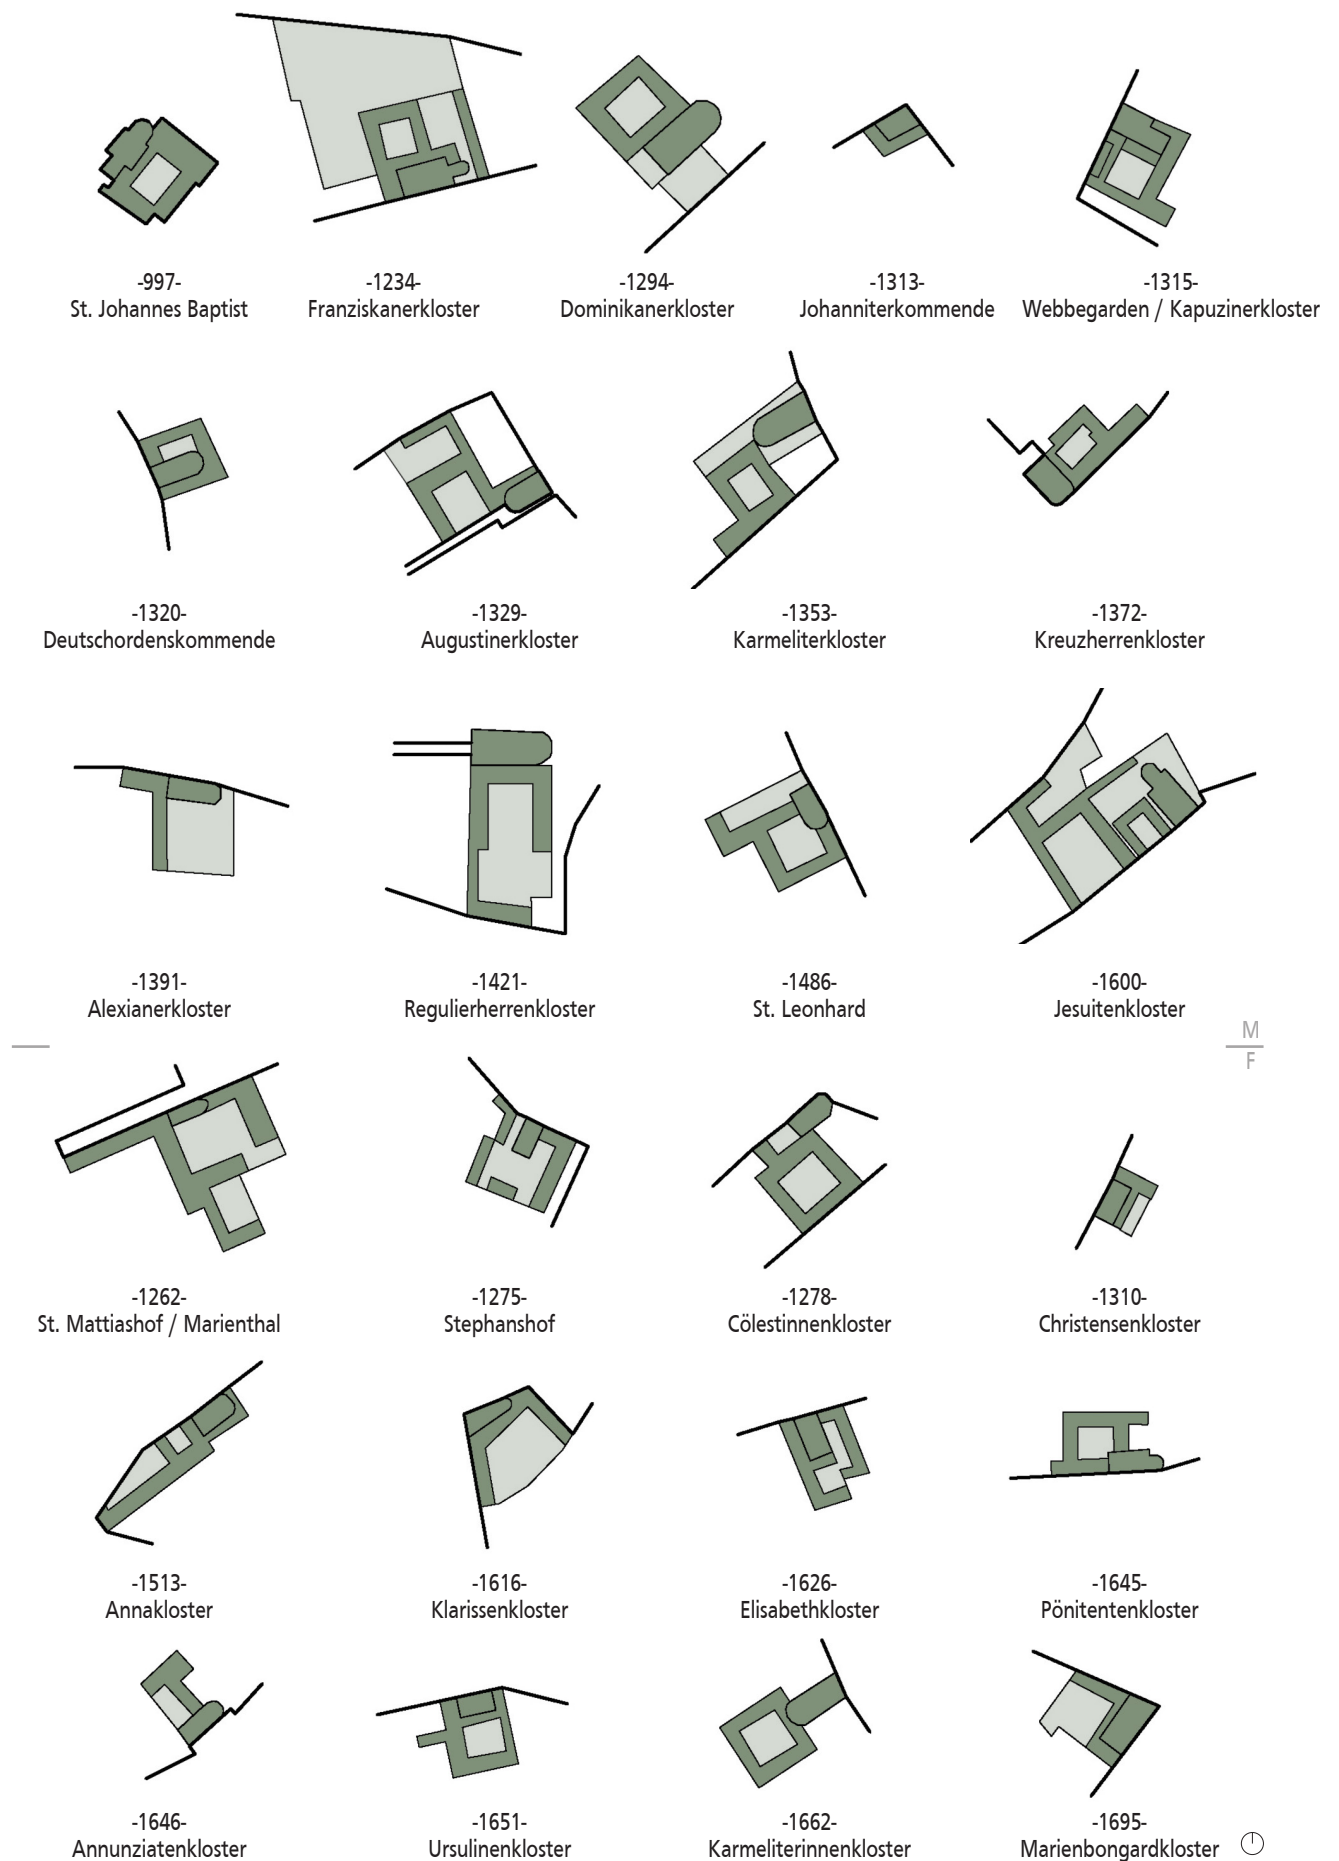 -997-
St. Johannes Baptist
-1234-
Franziskanerkloster
-1294-
Dominikanerkloster
-1313-
Johanniterkommende
-1315-
Webbegarden / Kapuzinerkloster
-1320-
Deutschordenskommende
-1329-
Augustinerkloster
-1353-
Karmeliterkloster
-1372-
Kreuzherrenkloster
-1391-
Alexianerkloster
-1421-
Regulierherrenkloster
-1486-
St. Leonhard
-1600-
Jesuitenkloster
M
F
-1262-
St. Mattiashof / Marienthal
-1275-
Stephanshof
-1278-
Cölestinnenkloster
-1310-
Christensenkloster
-1513-
Annakloster
-1616-
Klarissenkloster
-1626-
Elisabethkloster
-1645-
Pönitentenkloster
-1646-
Annunziatenkloster
-1651-
Ursulinenkloster
-1662-
Karmeliterinnenkloster
-1695-
Marienbongardkloster